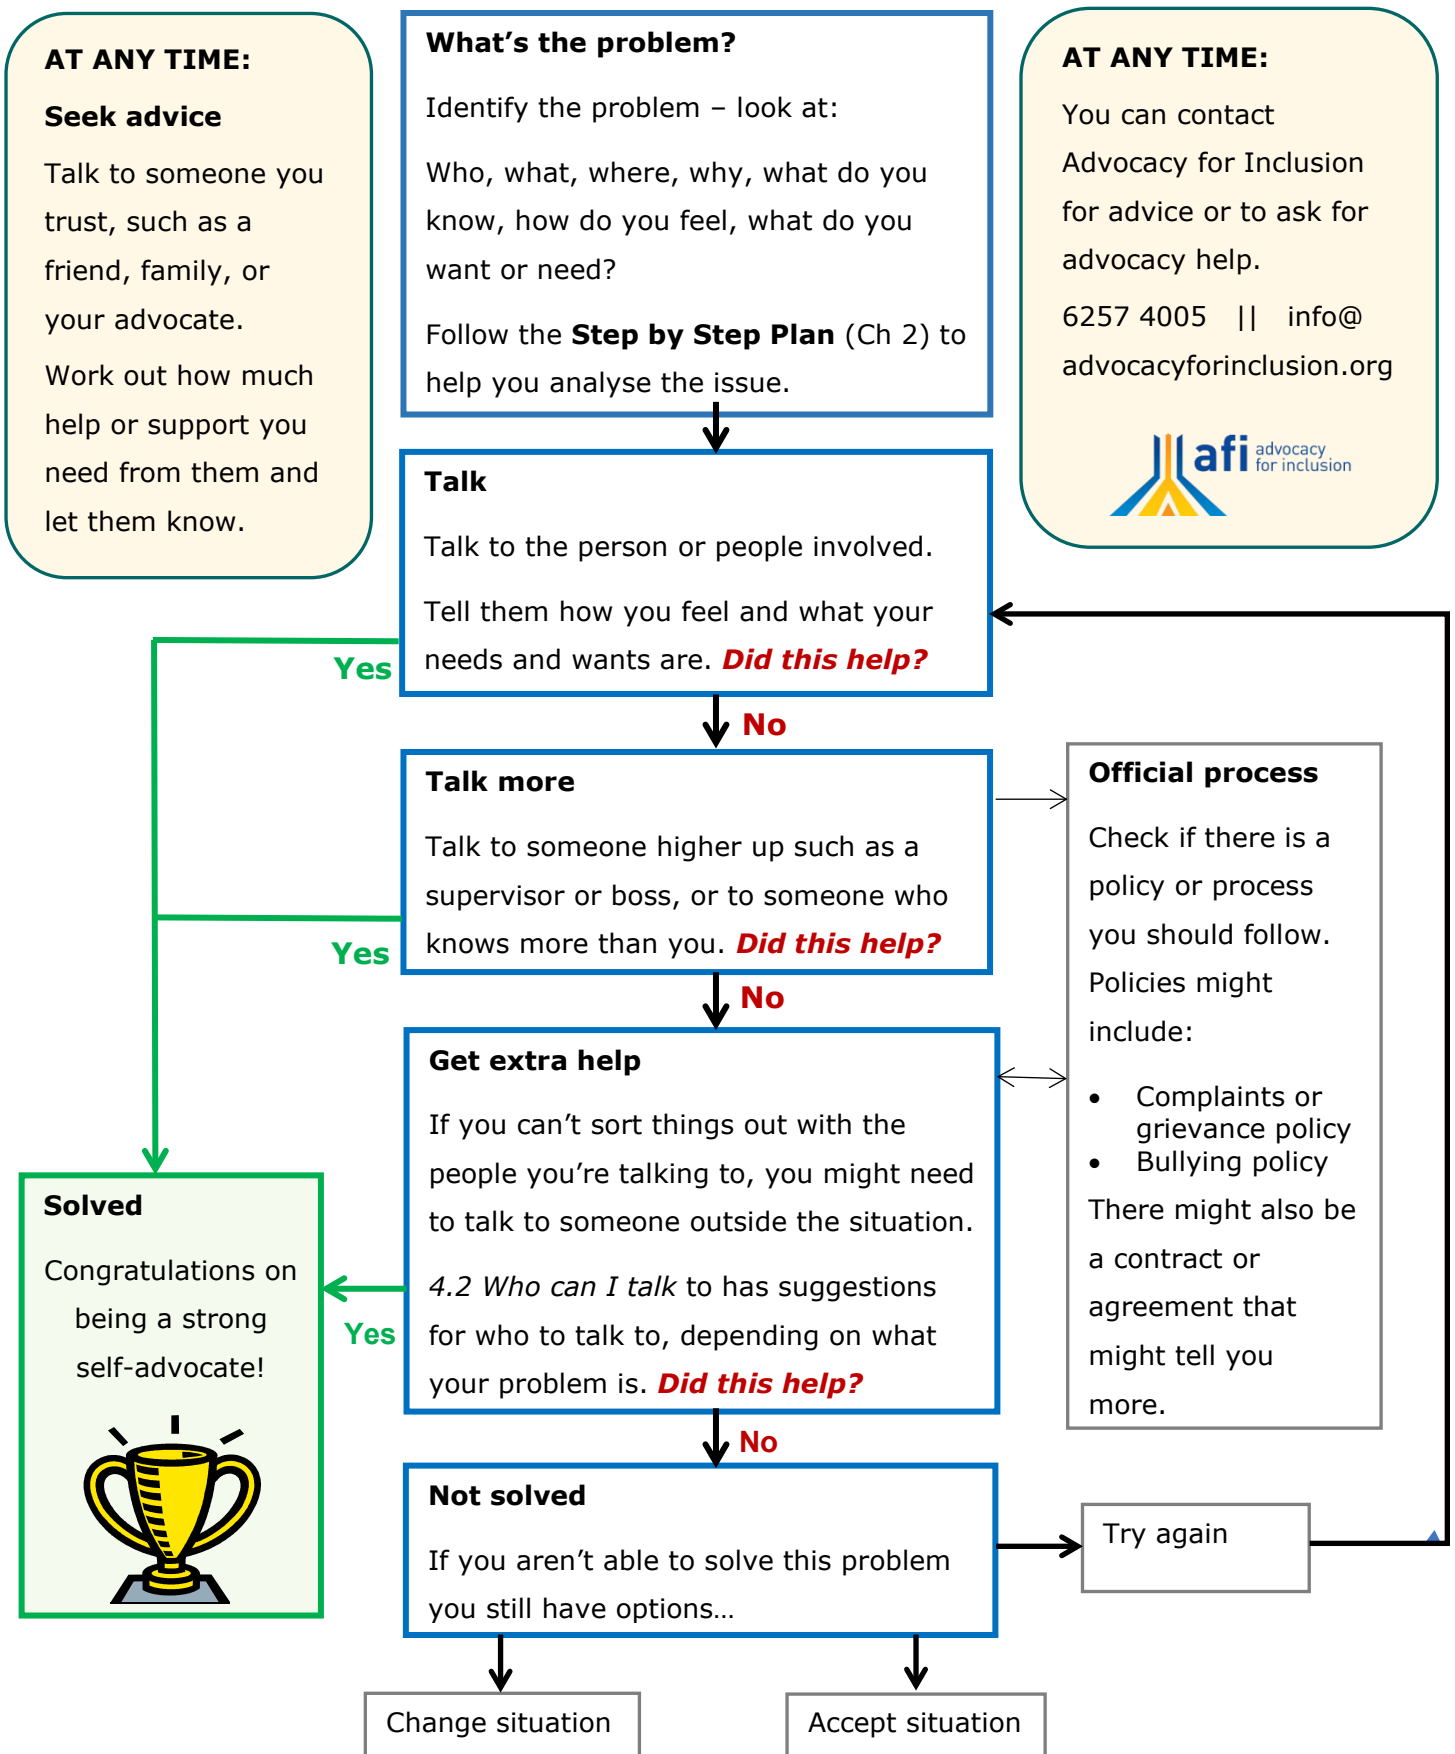 AT ANY TIME:
Seek advice
Talk to someone you
trust, such as a
friend, family, or
your advocate.
Work out how much
help or support you
need from them and
let them know.
What’s the problem?
Identify the problem – look at:
Who, what, where, why, what do you
know, how do you feel, what do you
want or need?
Follow the Step by Step Plan (Ch 2) to
help you analyse the issue.
AT ANY TIME:
You can contact
Advocacy for Inclusion
for advice or to ask for
advocacy help.
6257 4005 || info@
advocacyforinclusion.org
afi advocacy
for inclusion
Talk
Talk to the person or people involved.
Tell them how you feel and what your
needs and wants are. Did this help?
Yes
No
Talk more
Talk to someone higher up such as a
supervisor or boss, or to someone who
knows more than you. Did this help?
Yes
No
Official process
Check if there is a
policy or process
you should follow.
Policies might
include:
• Complaints or
grievance policy
• Bullying policy
There might also be
a contract or
agreement that
might tell you
more.
Get extra help
If you can’t sort things out with the
people you’re talking to, you might need
to talk to someone outside the situation.
4.2 Who can I talk to has suggestions
for who to talk to, depending on what
your problem is. Did this help?
Yes
No
Solved
Congratulations on
being a strong
self-advocate!
Not solved
If you aren’t able to solve this problem
you still have options…
Try again
Change situation
Accept situation